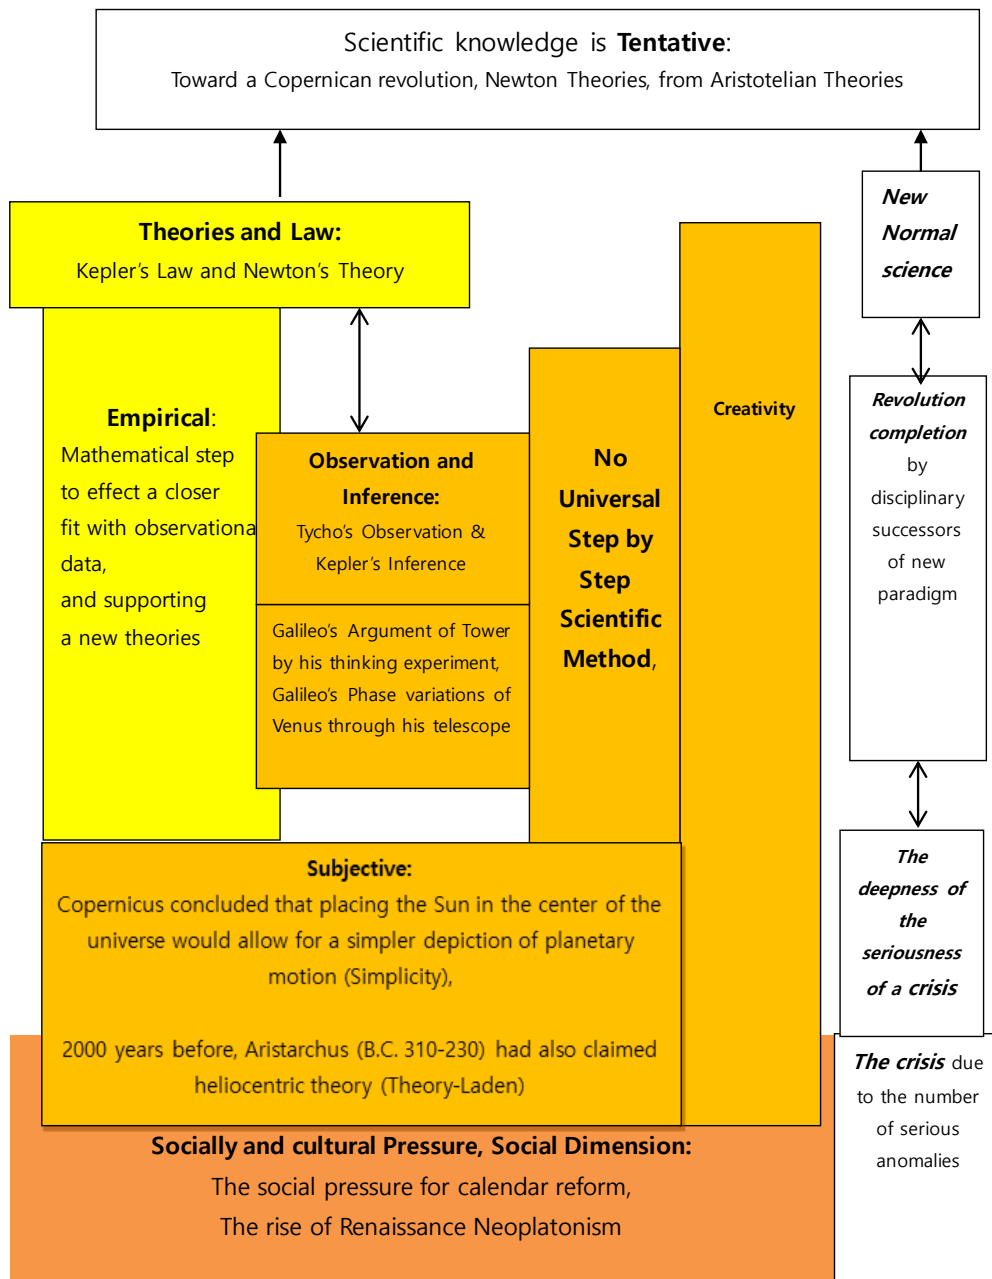 Scientific knowledge is Tentative:
Toward a Copernican revolution, Newton Theories, from Aristotelian Theories
Theories and Law:
Kepler's Law and Newton's Theory
Empirical:
Mathematical step
to effect a closer
fit with observationa
data,
and supporting
a new theories
Observation and
Inference:
Tycho's Observation &
Kepler's Inference
Galileo's Argument of Tower
by his thinking experiment,
Galileo's Phase variations of
Venus through his telescope
No
Universal
Step by
Step
Scientific
Method,
Creativity
Subjective:
Copernicus concluded that placing the Sun in the center of the
universe would allow for a simpler depiction of planetary
motion (Simplicity),
2000 years before, Aristarchus (B.C. 310-230) had also claimed
heliocentric theory (Theory-Laden)
Socially and cultural Pressure, Social Dimension:
The social pressure for calendar reform,
The rise of Renaissance Neoplatonism
New
Normal
science
Revolution
completion
by
disciplinary
successors
of new
paradigm
The
deepness of
the
seriousness
of a crisis
The crisis due
to the number
of serious
anomalies